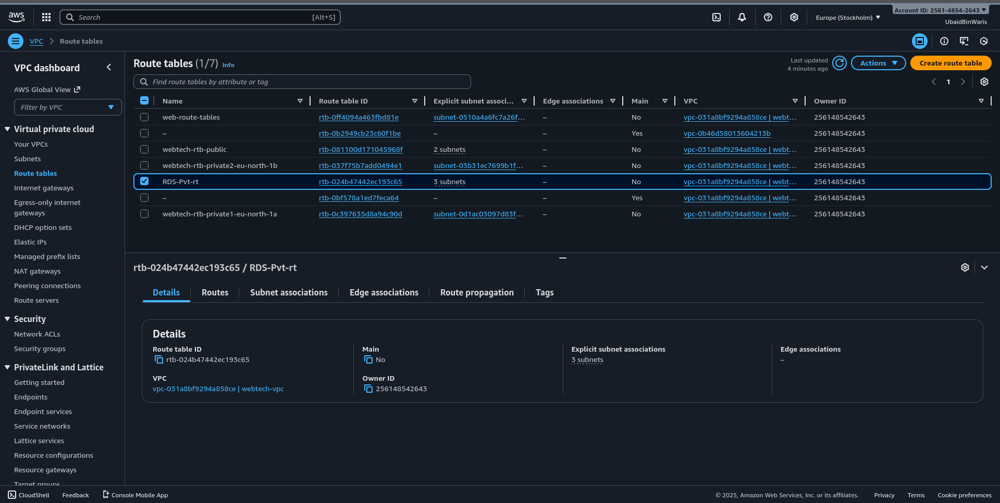 aws
Search [Alt+S]
Europe (Stockholm)
Account ID: 2561-4854-2643
UbaidBinWaris
VPC Route tables
VPC dashboard
AWS Global View
Filter by VPC
Virtual private cloud
Your VPCs
Subnets
Route tables
Internet gateways
Egress-only internet
gateways
DHCP option sets
Elastic IPs
Managed prefix lists
NAT gateways
Peering connections
Route servers
Security
Network ACLs
Security groups
PrivateLink and Lattice
Getting started
Endpoints
Endpoint services
Service networks
Lattice services
Resource configurations
Resource gateways
Target groups
Route tables (1/7) Info
Last updated
4 minutes ago
Actions
Create route table
Find route tables by attribute or tag
1
Name Route table ID Explicit subnet associ... Edge associations Main VPC Owner ID
web-route-tables rtb-0ff4094a463fbd81e subnet-0510a4a6fc7a26f... – No vpc-031a8bf9294a858ce | webt... 256148542643
– rtb-0b2949cb23c60f1be – – Yes vpc-0b46d58013604213b 256148542643
webtech-rtb-public rtb-081100d171045968f 2 subnets – No vpc-031a8bf9294a858ce | webt... 256148542643
webtech-rtb-private2-eu-north-1b rtb-037f75b7add0494e1 subnet-03b31ec7699b1f... – No vpc-031a8bf9294a858ce | webt... 256148542643
RDS-Pvt-rt rtb-024b47442ec193c65 3 subnets – No vpc-031a8bf9294a858ce | webt... 256148542643
– rtb-0bf578a1ed7feca64 – – Yes vpc-031a8bf9294a858ce | webt... 256148542643
webtech-rtb-private1-eu-north-1a rtb-0c397635d8a94c90d subnet-0d1ac03097d83f... – No vpc-031a8bf9294a858ce | webt... 256148542643
rtb-024b47442ec193c65 / RDS-Pvt-rt
Details Routes Subnet associations Edge associations Route propagation Tags
Details
Route table ID
rtb-024b47442ec193c65
Main
No
Explicit subnet associations
3 subnets
Edge associations
–
VPC
vpc-031a8bf9294a858ce | webtech-vpc
Owner ID
256148542643
CloudShell Feedback Console Mobile App © 2025, Amazon Web Services, Inc. or its affiliates. Privacy Terms Cookie preferences